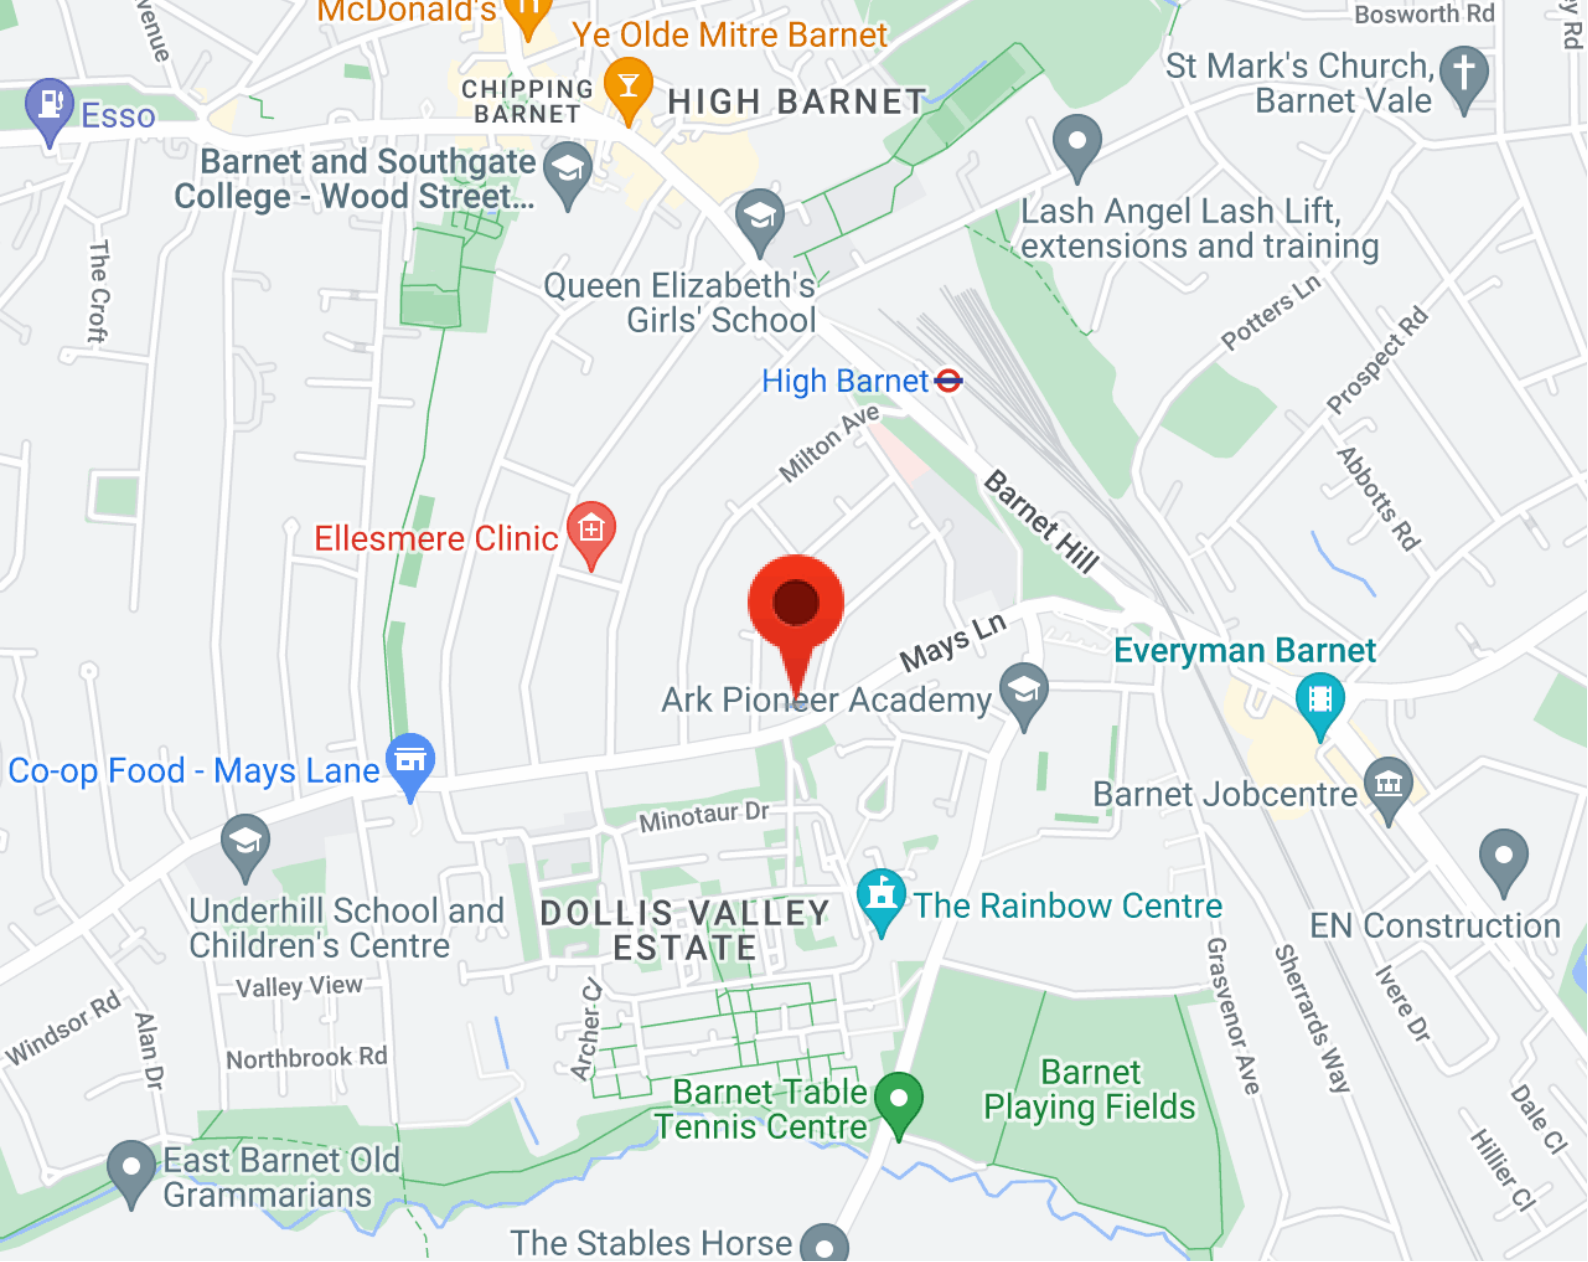 McDonald's
Bosworth Rd
Ye Olde Mitre Barnet
St Mark's Church,
Barnet Vale
CHIPPING
BARNET
HIGH BARNET
Esso
Barnet and Southgate
College - Wood Street...
Lash Angel Lash Lift,
extensions and training
The Croft
Queen Elizabeth's
Girls' School
Potters Ln
Prospect Rd
High Barnet
Milton Ave
Abbotts Rd
Barnet Hill
Ellesmere Clinic
Mays Ln
Everyman Barnet
Ark Pioneer Academy
Co-op Food - Mays Lane
Barnet Jobcentre
Minotaur Dr
Underhill School and
Children's Centre
DOLLIS VALLEY
ESTATE
The Rainbow Centre
EN Construction
Valley View
Archer Cl
Grasvenor Ave
Sherrards Way
Ivere Dr
Windsor Rd
Alan Dr
Northbrook Rd
Barnet Table
Tennis Centre
Barnet
Playing Fields
Dale Cl
Hillier Cl
East Barnet Old
Grammarians
The Stables Horse